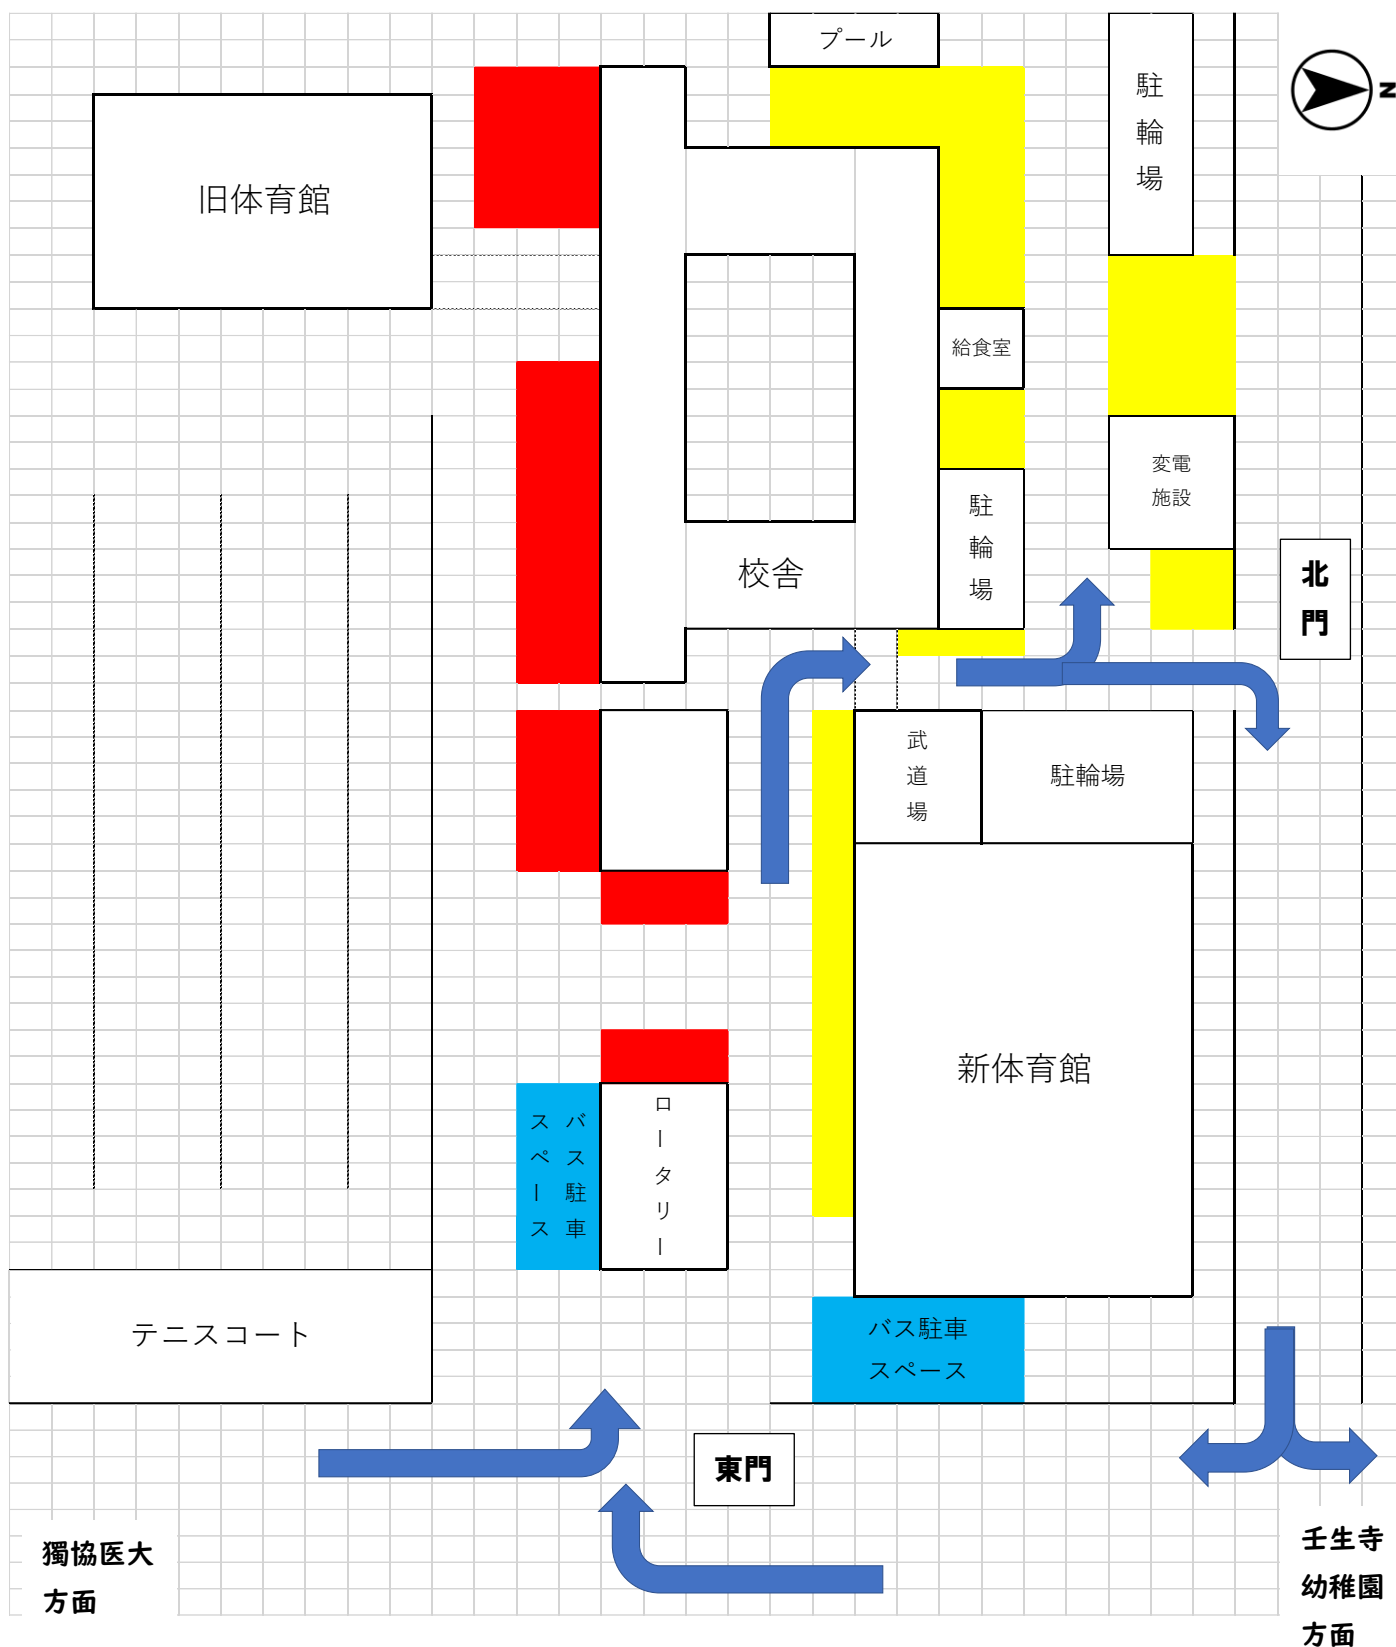 プール
駐輪場
N
旧体育館
給食室
変電
施設
駐輪場
校舎
北門
武道場
駐輪場
新体育館
バス駐車
スペース
ロータリー
テニスコート
バス駐車
スペース
東門
獨協医大
方面
壬生寺
幼稚園
方面